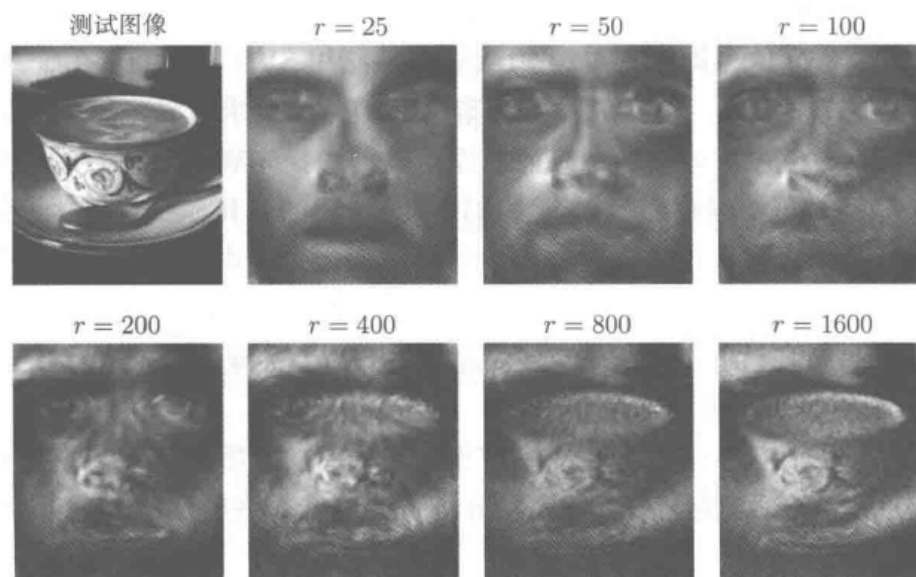 测试图像
r = 25
r = 50
r = 100
r = 200
r = 400
r = 800
r = 1600